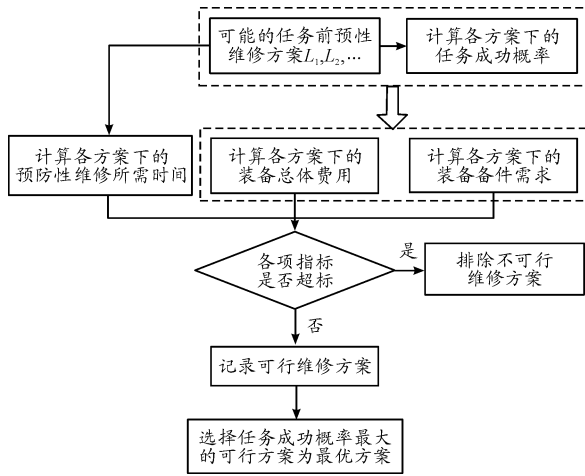 可能的任务前预性
维修方案L₁,L₂,…
计算各方案下的
任务成功概率
计算各方案下的
预防性维修所需时间
计算各方案下的
装备总体费用
计算各方案下的
装备备件需求
各项指标
是否超标
是
排除不可行
维修方案
否
记录可行维修方案
选择任务成功概率最大
的可行方案为最优方案